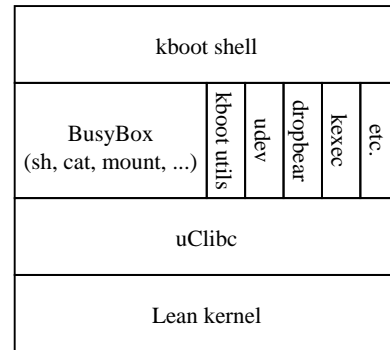 kboot shell
BusyBox
(sh, cat, mount, ...)
kboot utils
udev
dropbear
kexec
etc.
uClibc
Lean kernel